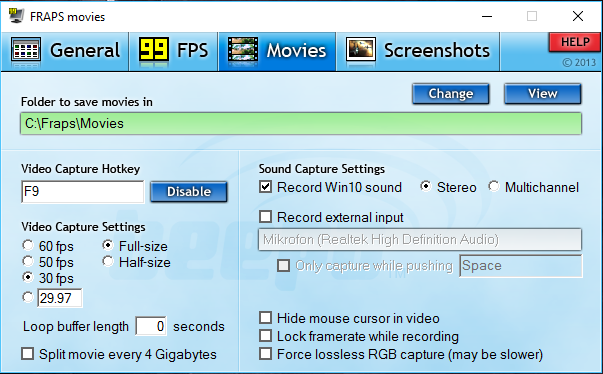 FRAPS movies
General
99 FPS
Movies
Screenshots
HELP
© 2013
Folder to save movies in
Change
View
C:\Fraps\Movies
Video Capture Hotkey
F9
Disable
Video Capture Settings
60 fps
Full-size
50 fps
Half-size
30 fps
29.97
Loop buffer length 0 seconds
Split movie every 4 Gigabytes
Sound Capture Settings
Record Win10 sound
Stereo
Multichannel
Record external input
Mikrofon (Realtek High Definition Audio)
Only capture while pushing Space
Hide mouse cursor in video
Lock framerate while recording
Force lossless RGB capture (may be slower)